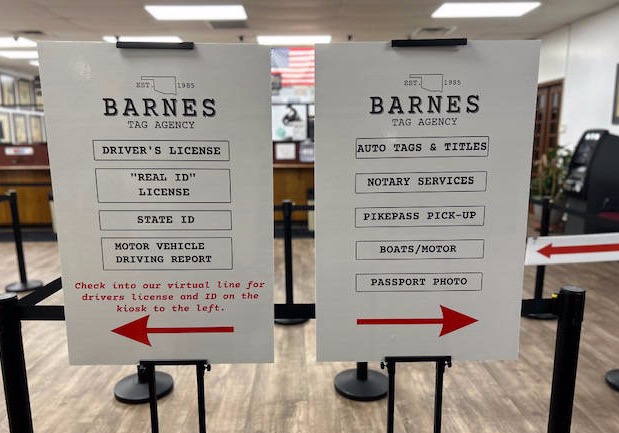 EST. 1985
BARNES
TAG AGENCY
DRIVER'S LICENSE
"REAL ID"
LICENSE
STATE ID
MOTOR VEHICLE
DRIVING REPORT
Check into our virtual line for
drivers license and ID on the
kiosk to the left.
EST. 1985
BARNES
TAG AGENCY
AUTO TAGS & TITLES
NOTARY SERVICES
PIKEPASS PICK-UP
BOATS/MOTOR
PASSPORT PHOTO